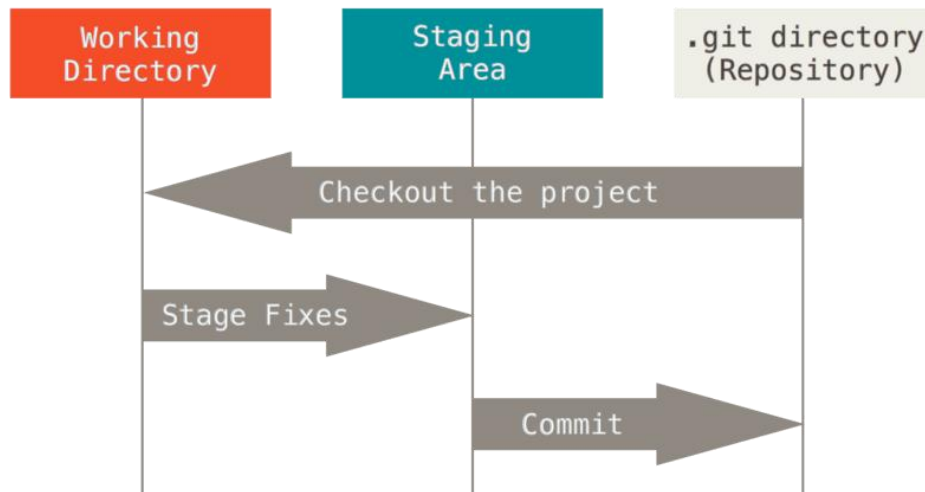 Working
Directory
Staging
Area
.git directory
(Repository)
Checkout the project
Stage Fixes
Commit